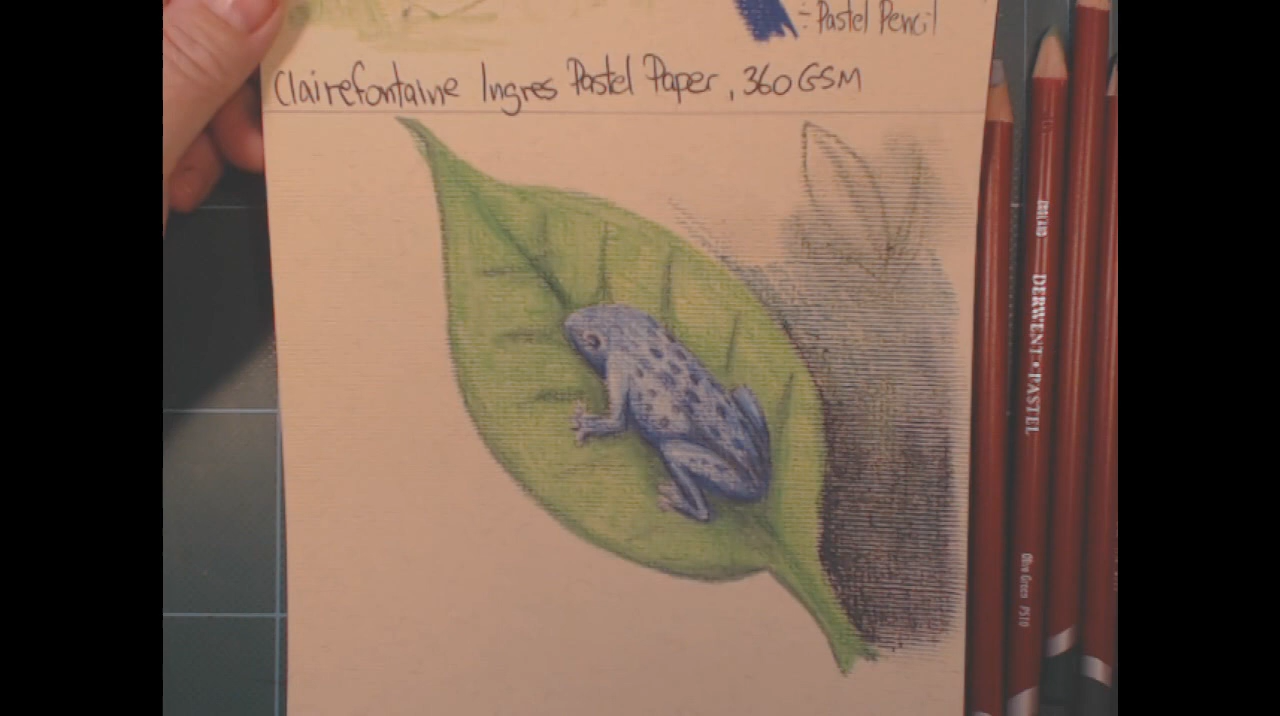 :- Pastel Pencil
Clairefontaine Ingres Pastel Paper, 360GSM
DERWENT • PASTEL
Olive Green P510